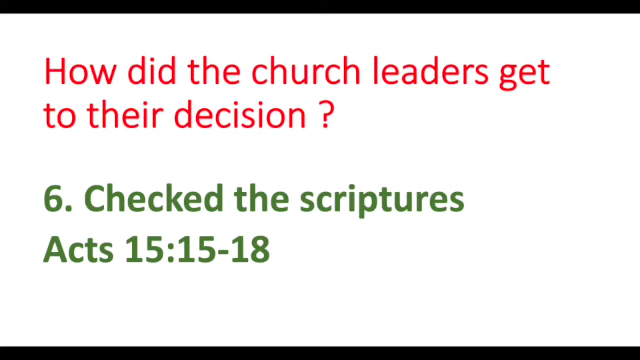 How did the church leaders get
to their decision ?
6. Checked the scriptures
Acts 15:15-18